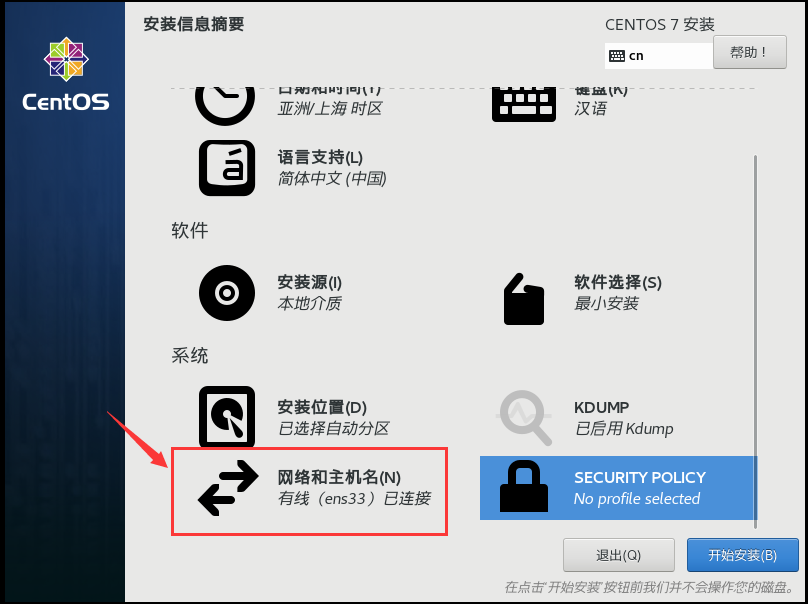 CentOS
安装信息摘要
CENTOS 7 安装
cn
帮助！
日期和时间(T)
亚洲/上海 时区
键盘(K)
汉语
á
语言支持(L)
简体中文 (中国)
软件
安装源(I)
本地介质
软件选择(S)
最小安装
系统
安装位置(D)
已选择自动分区
KDUMP
已启用 Kdump
网络和主机名(N)
有线（ens33）已连接
SECURITY POLICY
No profile selected
退出(Q)
开始安装(B)
在点击'开始安装'按钮前我们并不会操作您的磁盘。